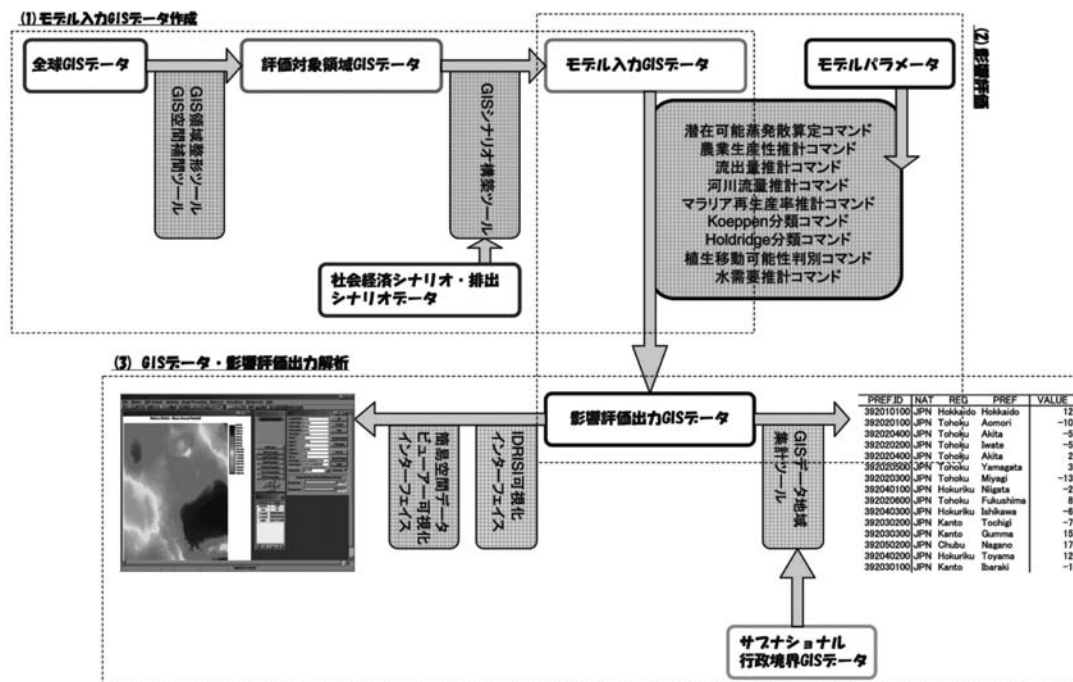 (1)モデル入力GISデータ作成
全球GISデータ
評価対象領域GISデータ
モデル入力GISデータ
モデルパラメータ
(2)影響評価
GIS領域整形ツール
GIS空間補間ツール
GISシナリオ構築ツール
社会経済シナリオ・排出
シナリオデータ
潜在可能蒸発散算定コマンド
農業生産性推計コマンド
流出量推計コマンド
河川流量推計コマンド
マラリア再生産率推計コマンド
Koeppen分類コマンド
Holdridge分類コマンド
植生移動可能性判別コマンド
水需要推計コマンド
(3) GISデータ・影響評価出力解析
影響評価出力GISデータ
簡易空間データ
ビューアー可視化
インターフェイス
IDRISI可視化
インターフェイス
GISデータ地域
集計ツール
サブナショナル
行政境界GISデータ
PREF.ID NAT REG PREF VALUE
392010100 JPN Hokkaido Hokkaido 12
392020100 JPN Tohoku Aomori -10
392020400 JPN Tohoku Akita -5
392020200 JPN Tohoku Iwate -5
392020400 JPN Tohoku Akita 2
392020500 JPN Tohoku Yamagata 3
392020300 JPN Tohoku Miyagi -13
392040100 JPN Hokuriku Niigata -2
392020600 JPN Tohoku Fukushima 8
392040300 JPN Hokuriku Ishikawa -6
392030200 JPN Kanto Tochigi -7
392030300 JPN Kanto Gumma 15
392050200 JPN Chubu Nagano 17
392040200 JPN Hokuriku Toyama 12
392030100 JPN Kanto Ibaraki -1